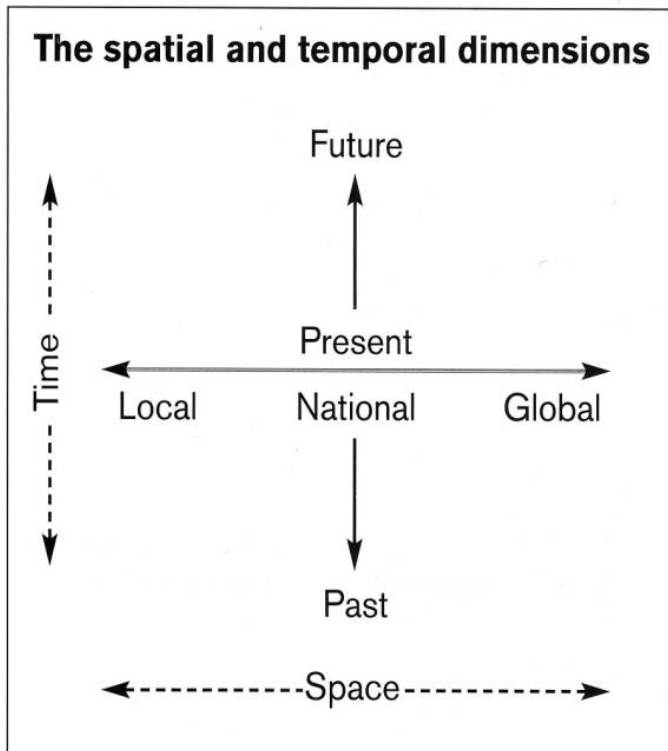 The spatial and temporal dimensions
Future
Time
Present
Local National Global
Past
Space